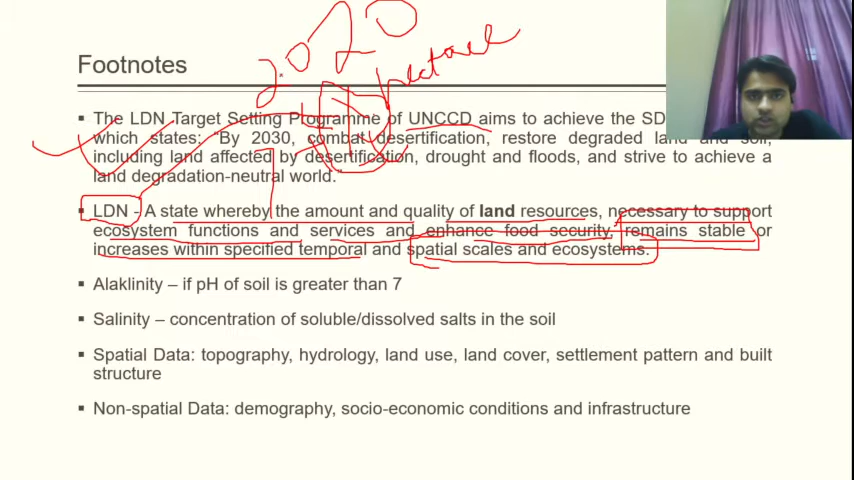 2020
hectare
Footnotes
▪ The LDN Target Setting Programme of UNCCD aims to achieve the SD
which states: "By 2030, combat desertification, restore degraded land and soil,
including land affected by desertification, drought and floods, and strive to achieve a
land degradation-neutral world."
▪ LDN - A state whereby the amount and quality of land resources, necessary to support
ecosystem functions and services and enhance food security, remains stable or
increases within specified temporal and spatial scales and ecosystems.
▪ Alaklinity – if pH of soil is greater than 7
▪ Salinity – concentration of soluble/dissolved salts in the soil
▪ Spatial Data: topography, hydrology, land use, land cover, settlement pattern and built
structure
▪ Non-spatial Data: demography, socio-economic conditions and infrastructure